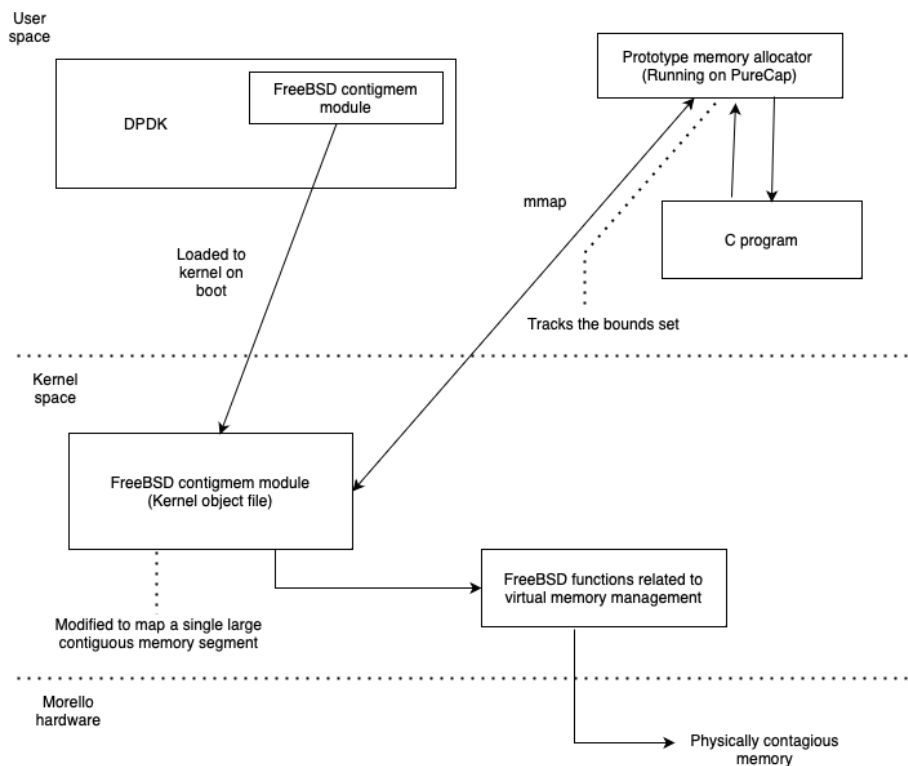 User
space
FreeBSD contigmem
module
DPDK
Prototype memory allocator
(Running on PureCap)
mmap
C program
Loaded to
kernel on
boot
Tracks the bounds set
Kernel
space
FreeBSD contigmem module
(Kernel object file)
FreeBSD functions related to
virtual memory management
Modified to map a single large
contiguous memory segment
Morello
hardware
Physically contagious
memory